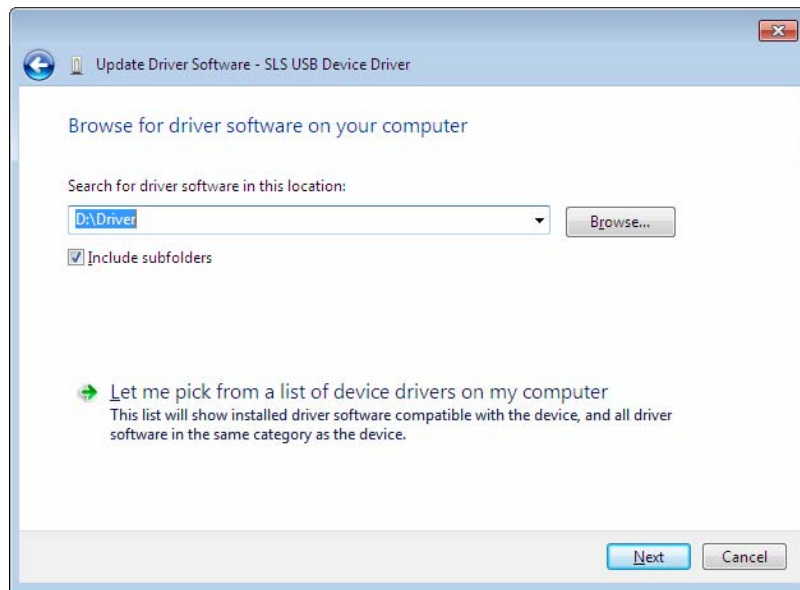 Update Driver Software - SLS USB Device Driver
Browse for driver software on your computer
Search for driver software in this location:
D:\Driver
Browse...
Include subfolders
Let me pick from a list of device drivers on my computer
This list will show installed driver software compatible with the device, and all driver
software in the same category as the device.
Next
Cancel